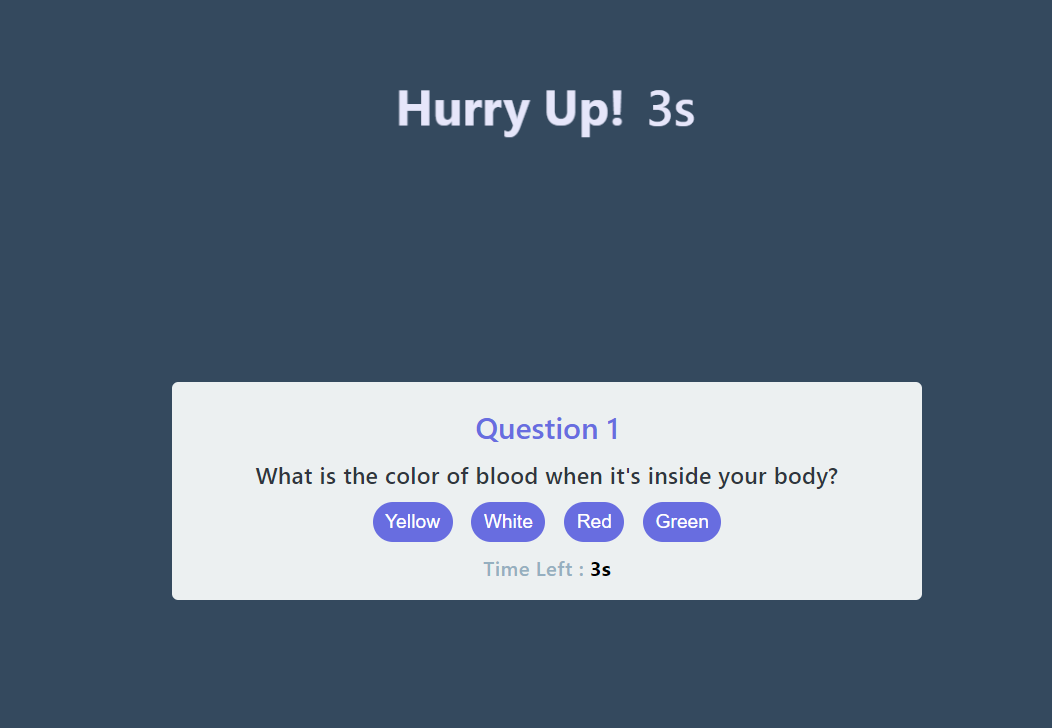 Hurry Up! 3s
Question 1
What is the color of blood when it's inside your body?
Yellow White Red Green
Time Left : 3s